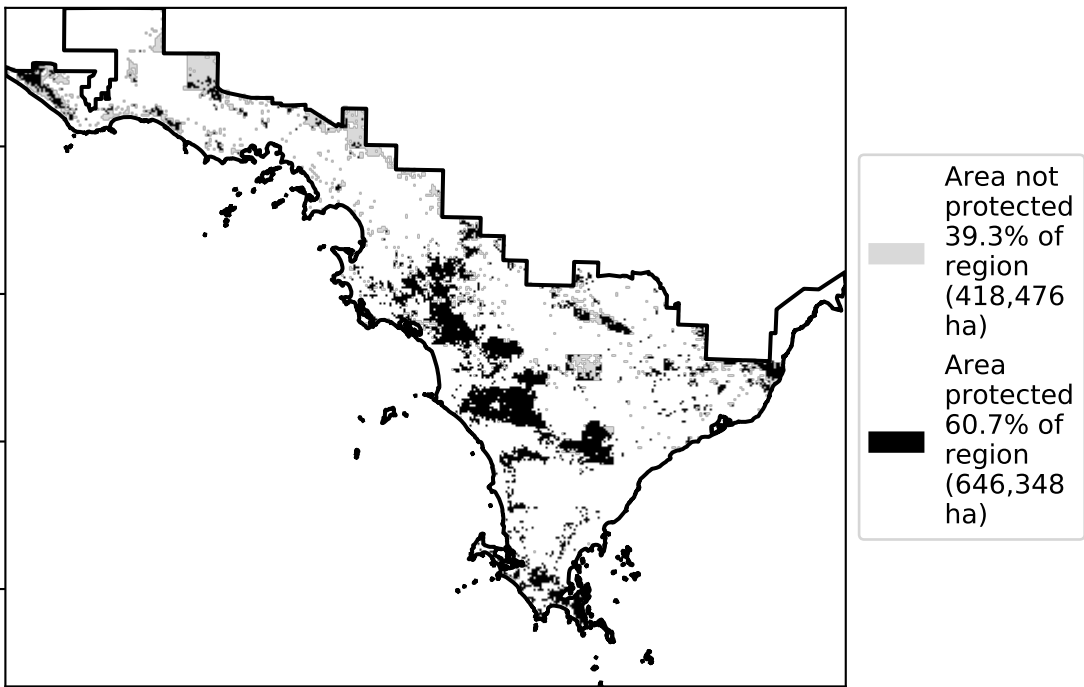 Area not
protected
39.3% of
region
(418,476
ha)
Area
protected
60.7% of
region
(646,348
ha)